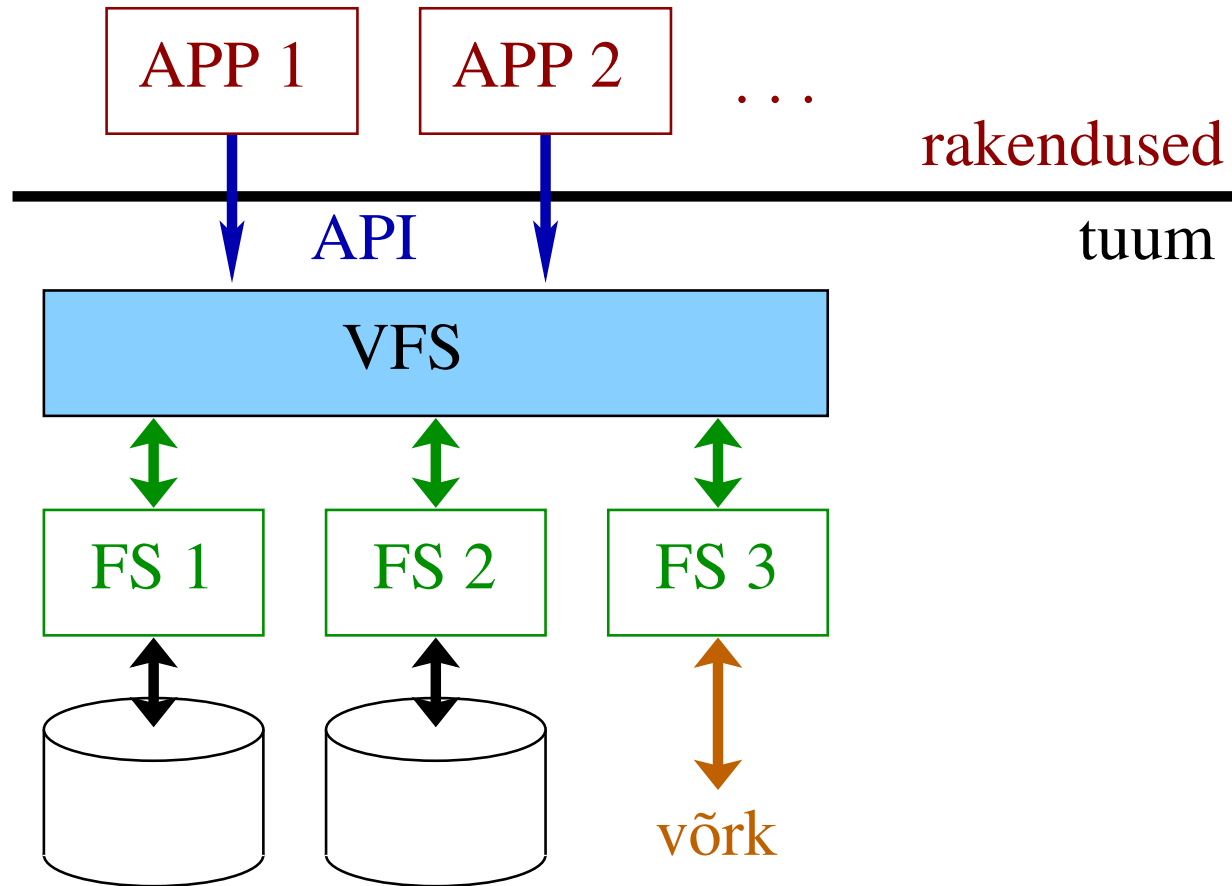 APP 1
APP 2
. . .
rakendused
API
tuum
VFS
FS 1
FS 2
FS 3
võrk